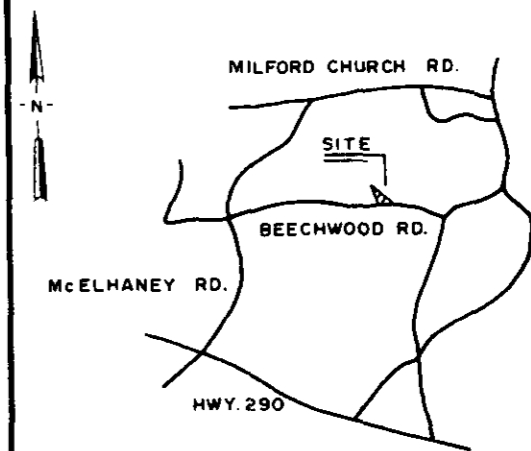 MILFORD CHURCH RD.
-N-
SITE
BEECHWOOD RD.
McELHANEY RD.
HWY. 290